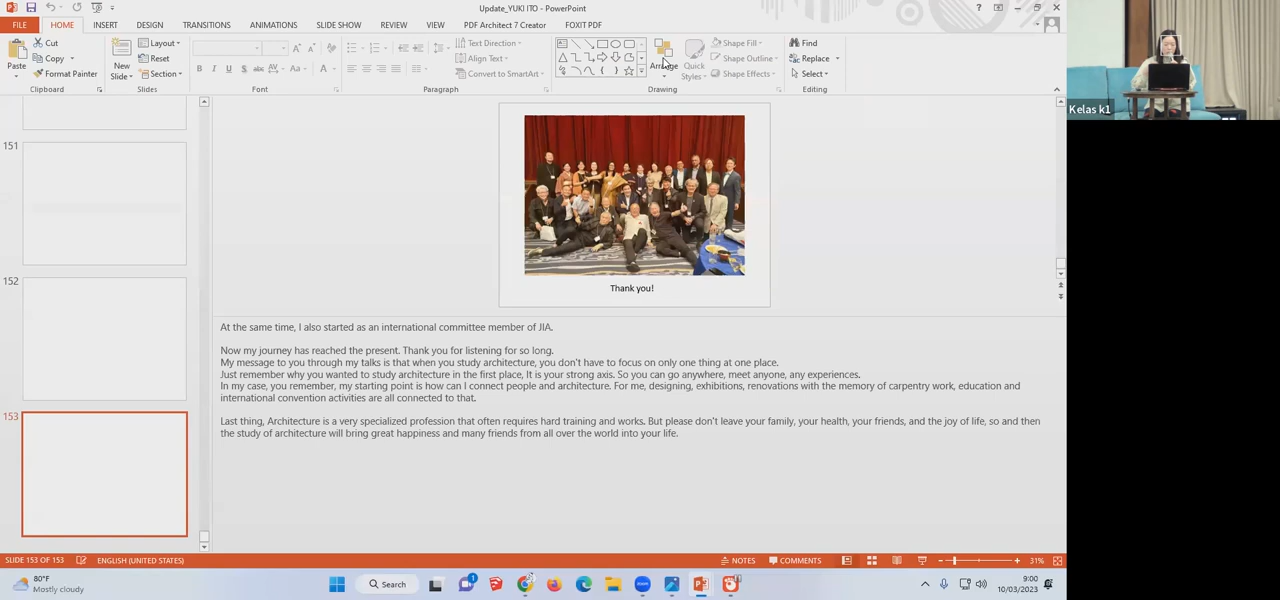 Update_YUKI ITO - PowerPoint
FILE
HOME
INSERT
DESIGN
TRANSITIONS
ANIMATIONS
SLIDE SHOW
REVIEW
VIEW
PDF Architect 7 Creator
FOXIT PDF
Paste
Cut
Copy
Format Painter
Clipboard
New Slide
Layout
Reset
Section
Slides
Font
Text Direction
Align Text
Convert to SmartArt
Paragraph
Arrange
Quick Styles
Shape Fill
Shape Outline
Shape Effects
Drawing
Find
Replace
Select
Editing
Kelas k1
151
152
153
Thank you!
At the same time, I also started as an international committee member of JIA.
Now my journey has reached the present. Thank you for listening for so long.
My message to you through my talks is that when you study architecture, you don't have to focus on only one thing at one place.
Just remember why you wanted to study architecture in the first place, It is your strong axis. So you can go anywhere, meet anyone, any experiences.
In my case, you remember, my starting point is how can I connect people and architecture. For me, designing, exhibitions, renovations with the memory of carpentry work, education and
international convention activities are all connected to that.
Last thing, Architecture is a very specialized profession that often requires hard training and works. But please don't leave your family, your health, your friends, and the joy of life, so and then
the study of architecture will bring great happiness and many friends from all over the world into your life.
SLIDE 153 OF 153
ENGLISH (UNITED STATES)
NOTES
COMMENTS
31%
80°F
Mostly cloudy
Search
9:00
10/03/2023